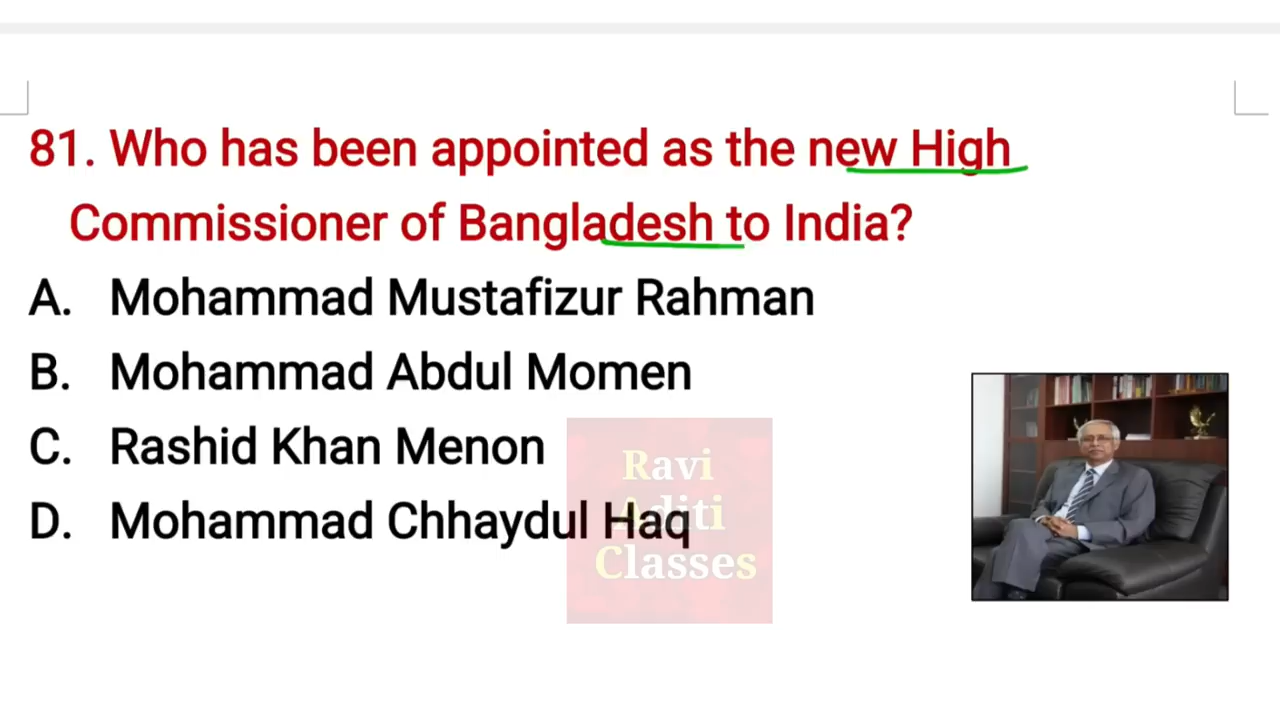 81. Who has been appointed as the new High
Commissioner of Bangladesh to India?
A. Mohammad Mustafizur Rahman
B. Mohammad Abdul Momen
C. Rashid Khan Menon
D. Mohammad Chhaydul Haq
Ravi
Aditi
Classes